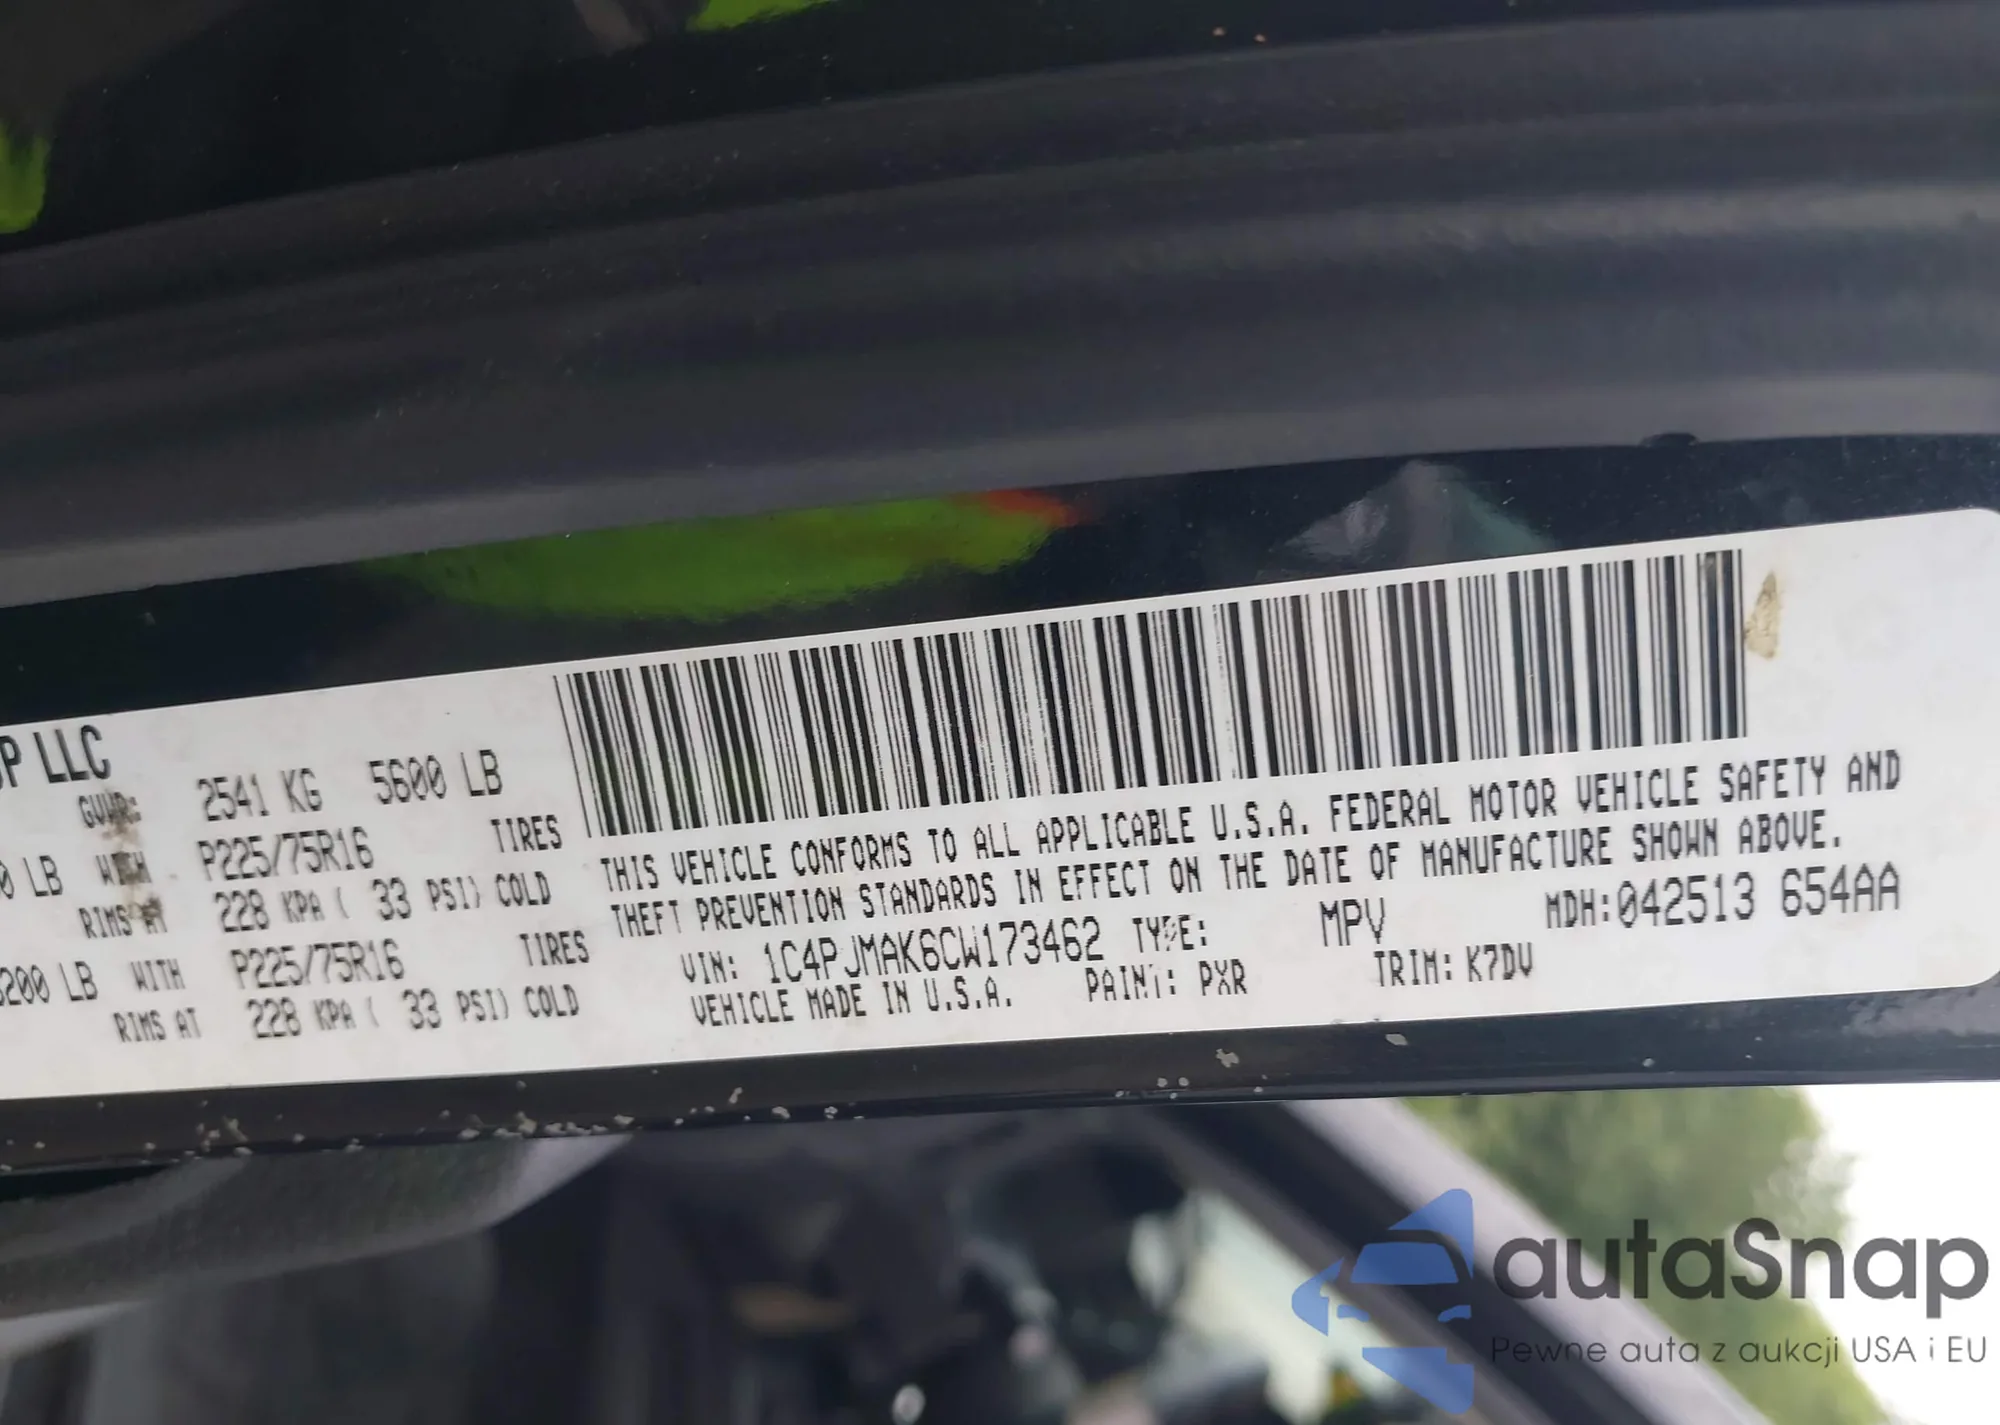 P LLC
GVWR: 2541 KG 5600 LB
LB WITH P225/75R16 TIRES
RIMS AT 228 KPA ( 33 PSI) COLD
200 LB WITH P225/75R16 TIRES
RIMS AT 228 KPA ( 33 PSI) COLD
THIS VEHICLE CONFORMS TO ALL APPLICABLE U.S.A. FEDERAL MOTOR VEHICLE SAFETY AND
THEFT PREVENTION STANDARDS IN EFFECT ON THE DATE OF MANUFACTURE SHOWN ABOVE.
VIN: 1C4PJMAK6CW173462 TYPE: MPV MDH:042513 654AA
VEHICLE MADE IN U.S.A. PAINT: PXR TRIM: K7DV
autaSnap
Pewne auta z aukcji USA i EU